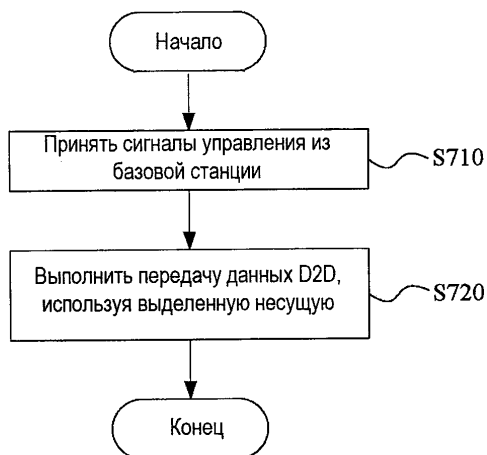 Начало
Принять сигналы управления из
базовой станции
S710
Выполнить передачу данных D2D,
используя выделенную несущую
S720
Конец